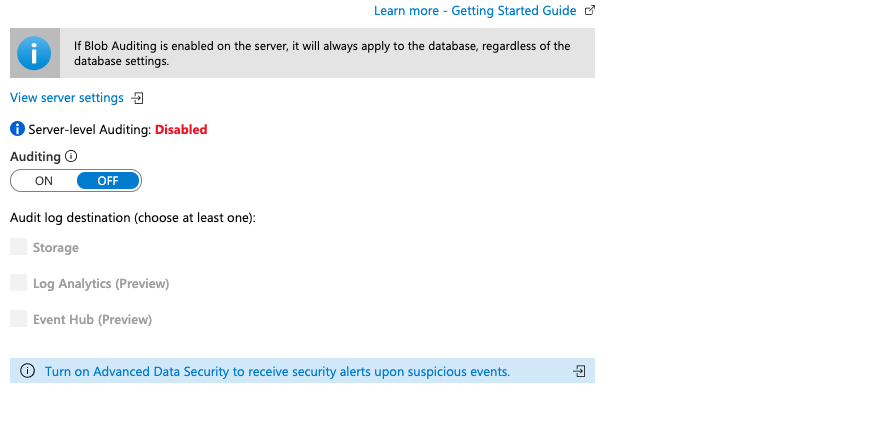 Learn more - Getting Started Guide
If Blob Auditing is enabled on the server, it will always apply to the database, regardless of the
database settings.
View server settings
Server-level Auditing: Disabled
Auditing
ON OFF
Audit log destination (choose at least one):
Storage
Log Analytics (Preview)
Event Hub (Preview)
Turn on Advanced Data Security to receive security alerts upon suspicious events.